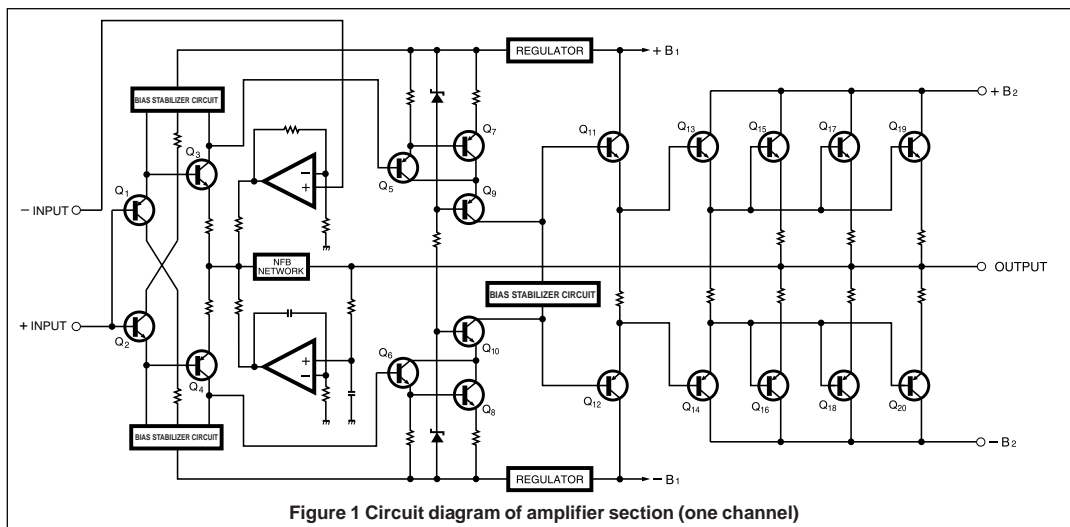 REGULATOR
+ B₁
BIAS STABILIZER CIRCUIT
+ B₂
Q₇
Q₁₁
Q₁₃
Q₁₅
Q₁₇
Q₁₉
Q₃
Q₅
−
+
Q₁
Q₉
− INPUT
NFB
NETWORK
OUTPUT
BIAS STABILIZER CIRCUIT
+ INPUT
Q₂
Q₁₀
+
−
Q₆
Q₄
Q₈
Q₁₂
Q₁₄
Q₁₆
Q₁₈
Q₂₀
BIAS STABILIZER CIRCUIT
− B₂
REGULATOR
− B₁
Figure 1 Circuit diagram of amplifier section (one channel)